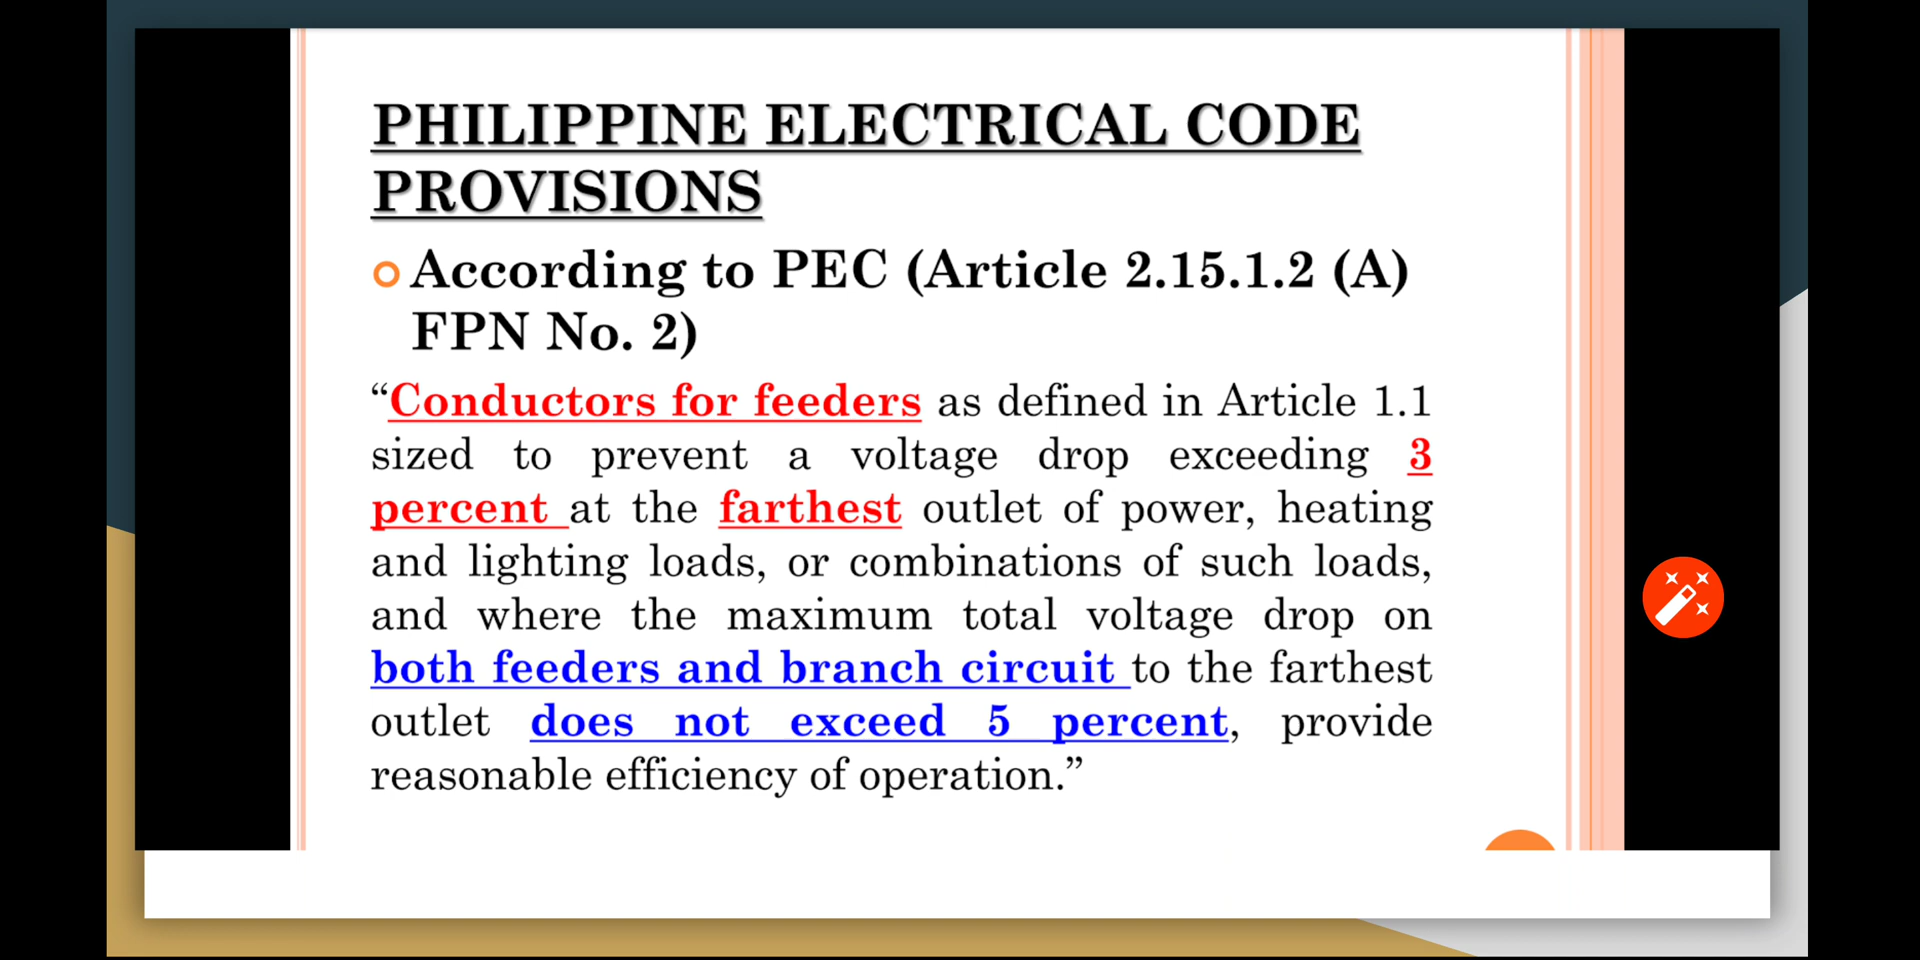 PHILIPPINE ELECTRICAL CODE
PROVISIONS
According to PEC (Article 2.15.1.2 (A)
FPN No. 2)
“Conductors for feeders as defined in Article 1.1
sized to prevent a voltage drop exceeding 3
percent at the farthest outlet of power, heating
and lighting loads, or combinations of such loads,
and where the maximum total voltage drop on
both feeders and branch circuit to the farthest
outlet does not exceed 5 percent, provide
reasonable efficiency of operation.”